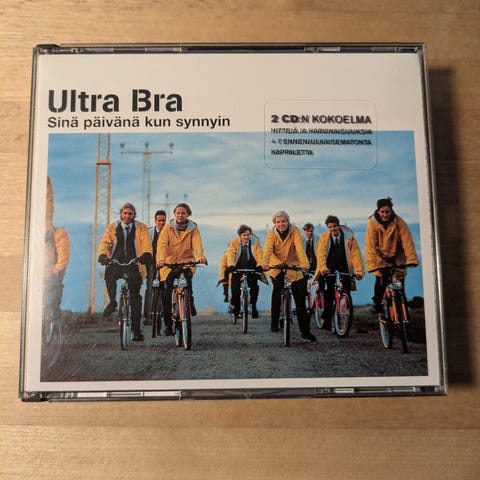 Ultra Bra
Sinä päivänä kun synnyin
2 CD:N KOKOELMA
HITTEJÄ JA HARVINAISUUKSIA
+ 7 ENNENJULKAISEMATONTA
KAPPALETTA